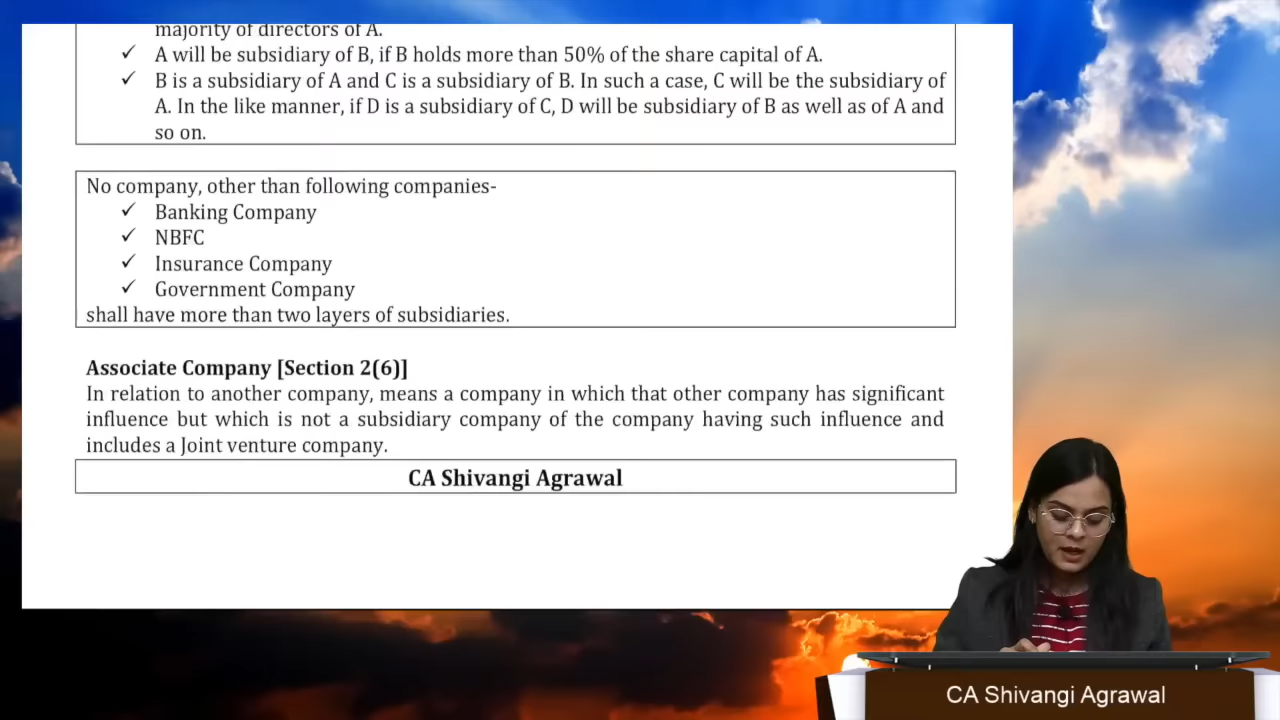 majority of directors of A.
✓ A will be subsidiary of B, if B holds more than 50% of the share capital of A.
✓ B is a subsidiary of A and C is a subsidiary of B. In such a case, C will be the subsidiary of
A. In the like manner, if D is a subsidiary of C, D will be subsidiary of B as well as of A and
so on.
No company, other than following companies-
✓ Banking Company
✓ NBFC
✓ Insurance Company
✓ Government Company
shall have more than two layers of subsidiaries.
Associate Company [Section 2(6)]
In relation to another company, means a company in which that other company has significant
influence but which is not a subsidiary company of the company having such influence and
includes a Joint venture company.
CA Shivangi Agrawal
CA Shivangi Agrawal